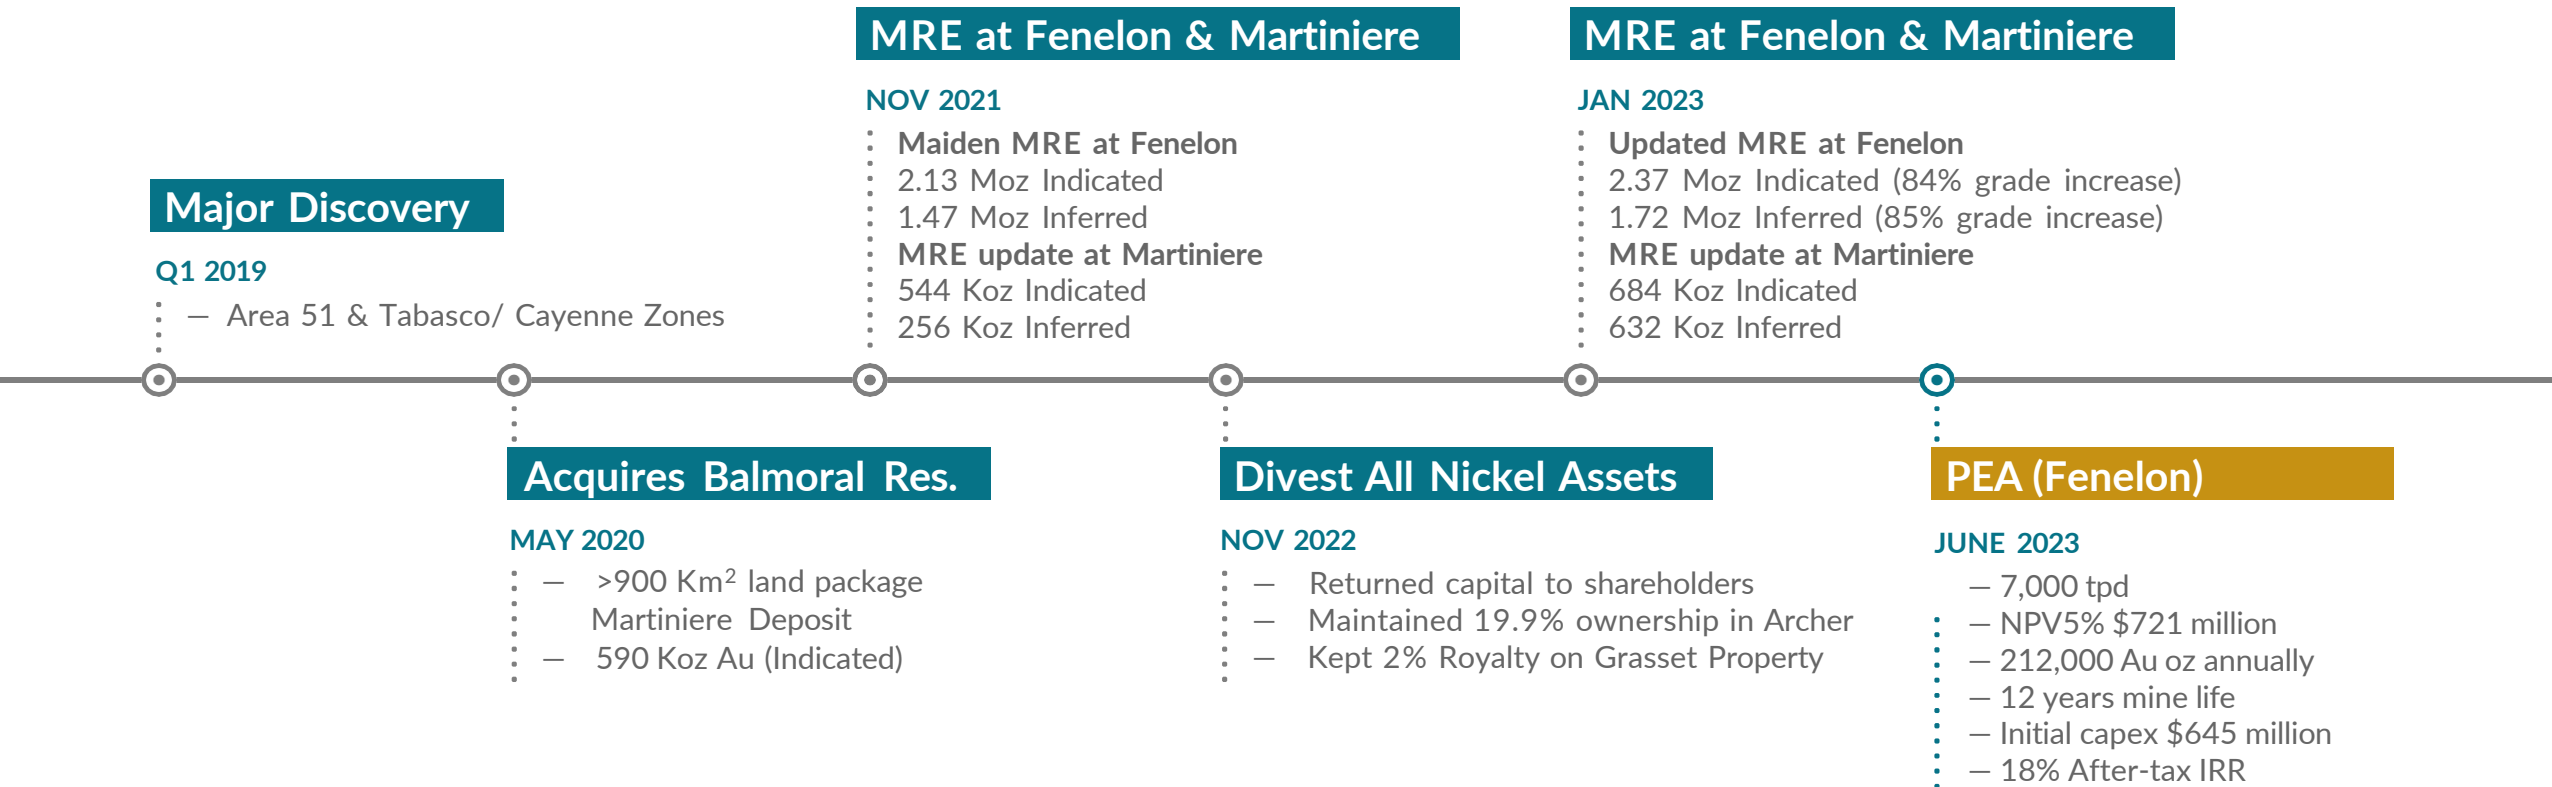 Major Discovery
Q1 2019
— Area 51 & Tabasco/ Cayenne Zones
Acquires Balmoral Res.
MAY 2020
— >900 Km² land package
Martiniere Deposit
— 590 Koz Au (Indicated)
MRE at Fenelon & Martiniere
NOV 2021
Maiden MRE at Fenelon
2.13 Moz Indicated
1.47 Moz Inferred
MRE update at Martiniere
544 Koz Indicated
256 Koz Inferred
Divest All Nickel Assets
NOV 2022
— Returned capital to shareholders
— Maintained 19.9% ownership in Archer
— Kept 2% Royalty on Grasset Property
MRE at Fenelon & Martiniere
JAN 2023
Updated MRE at Fenelon
2.37 Moz Indicated (84% grade increase)
1.72 Moz Inferred (85% grade increase)
MRE update at Martiniere
684 Koz Indicated
632 Koz Inferred
PEA (Fenelon)
JUNE 2023
— 7,000 tpd
— NPV5% $721 million
— 212,000 Au oz annually
— 12 years mine life
— Initial capex $645 million
— 18% After-tax IRR